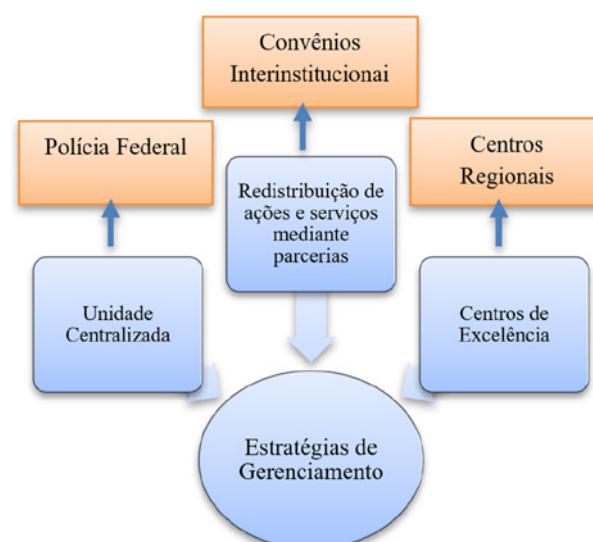 Convênios
Interinstitucionai
Polícia Federal
Centros
Regionais
Redistribuição de
ações e serviços
mediante
parcerias
Unidade
Centralizada
Centros de
Excelência
Estratégias de
Gerenciamento